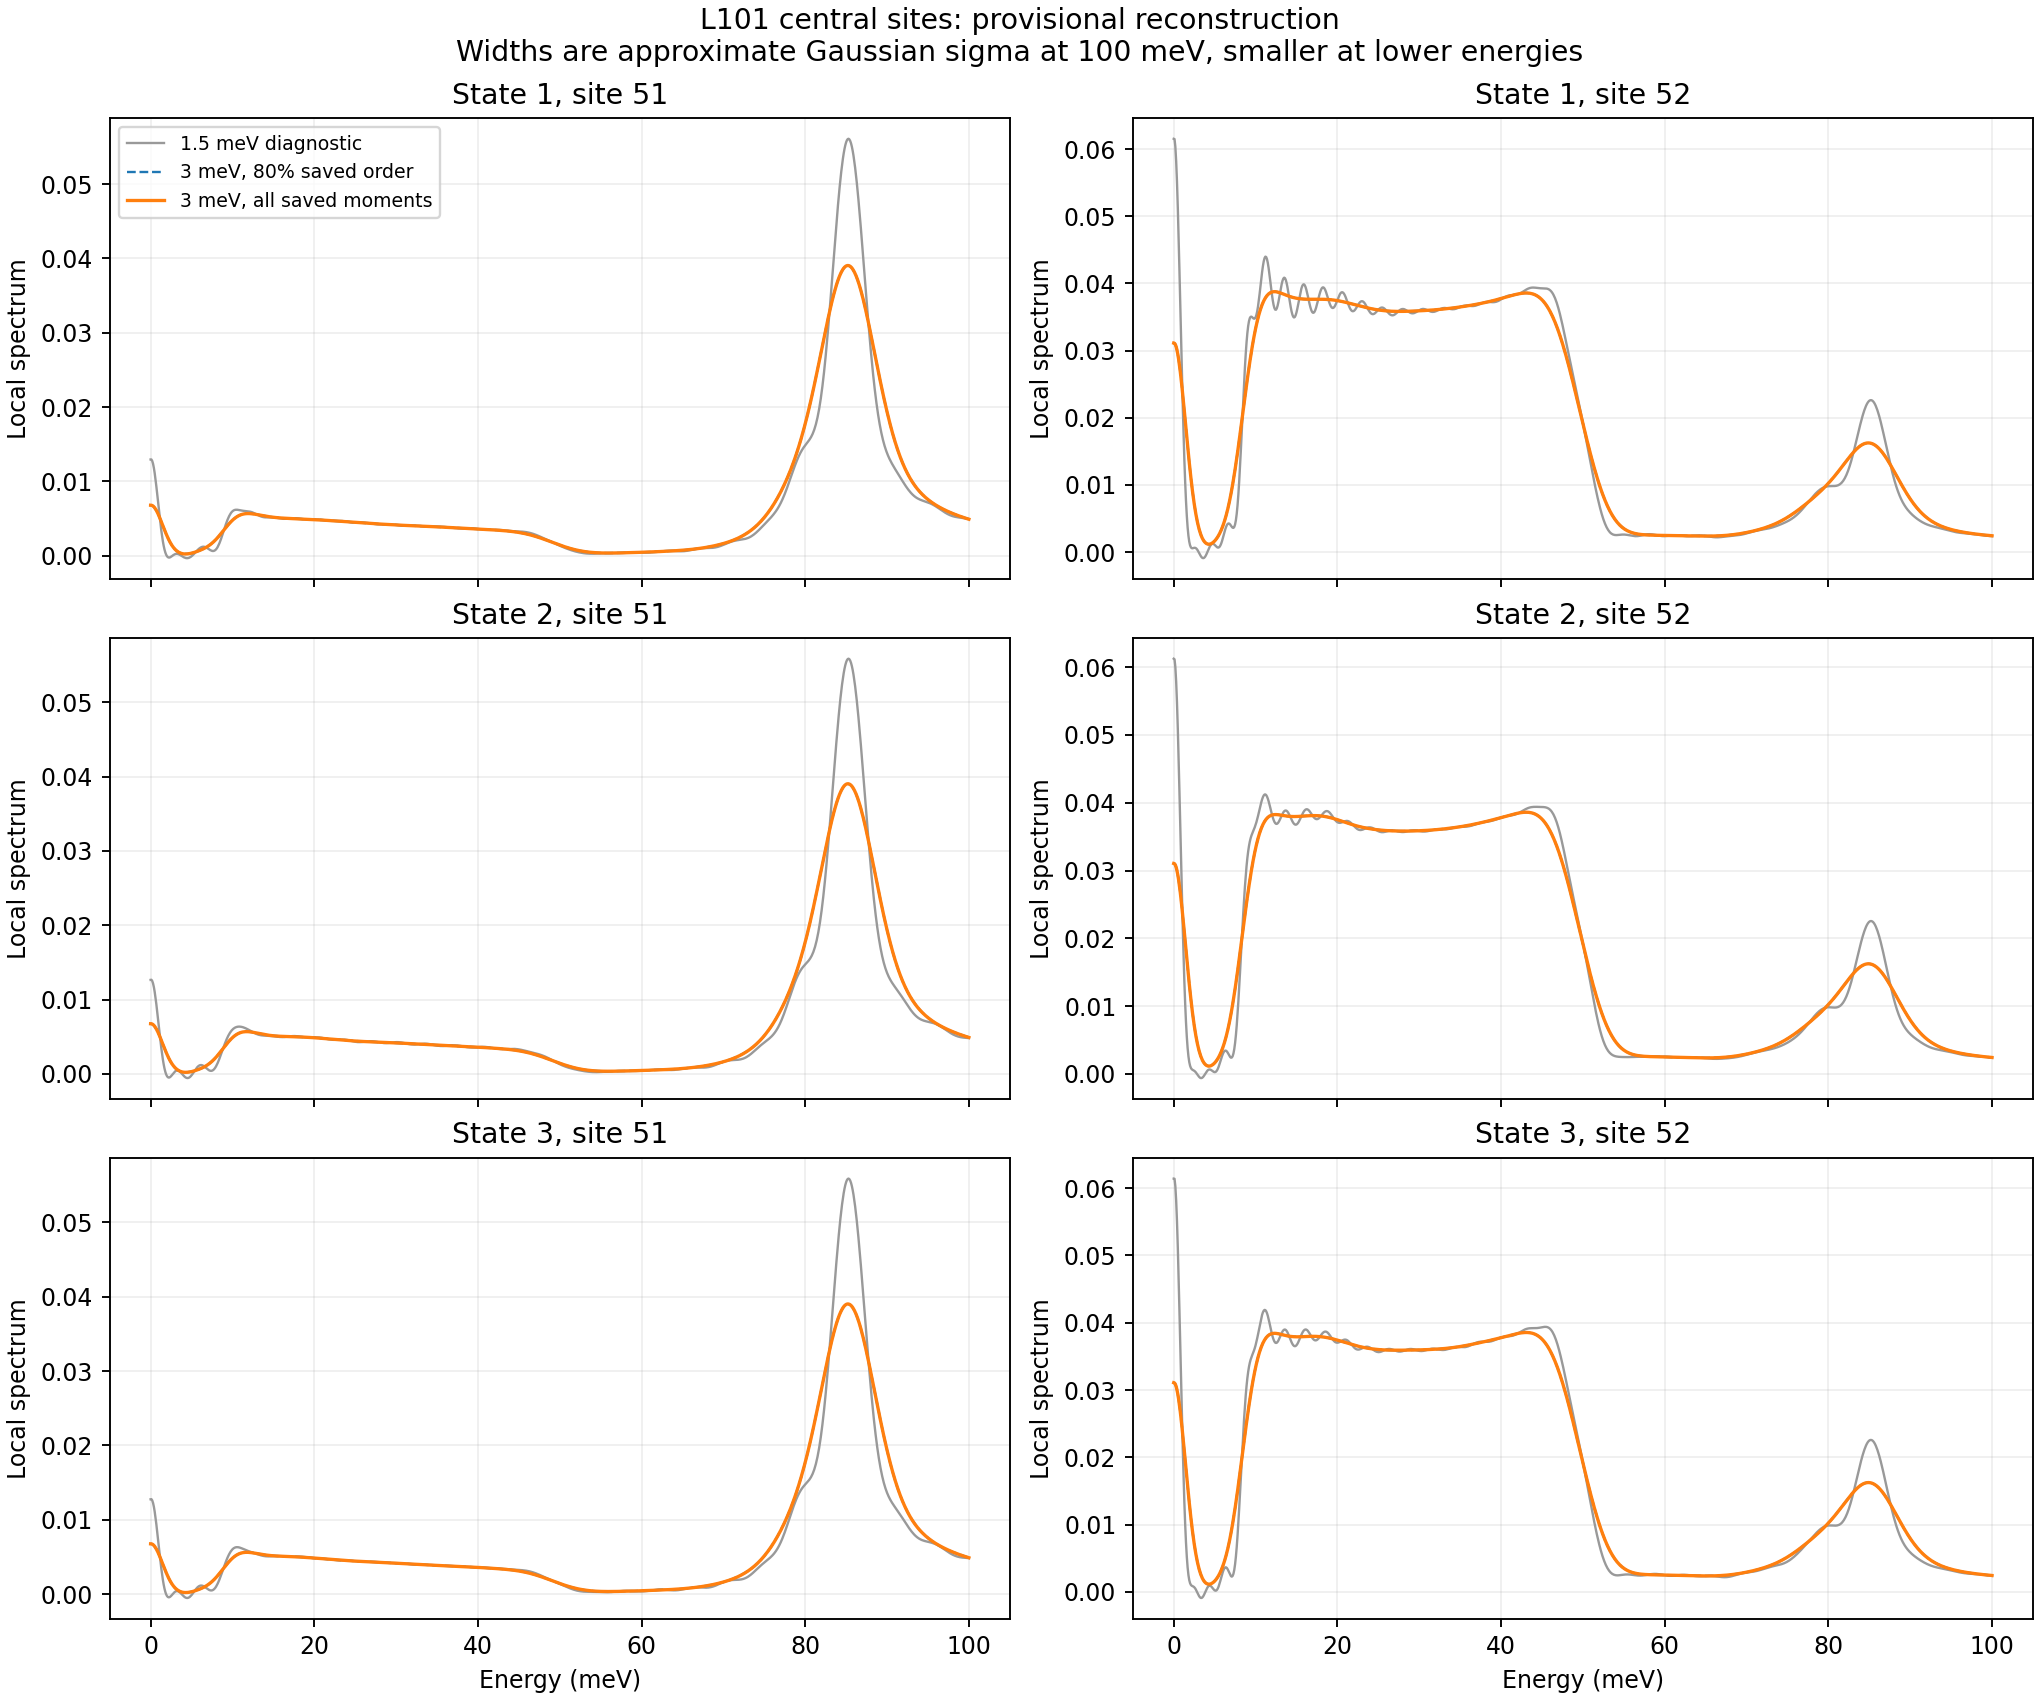 L101 central sites: provisional reconstruction
Widths are approximate Gaussian sigma at 100 meV, smaller at lower energies
State 1, site 51
1.5 meV diagnostic
3 meV, 80% saved order
3 meV, all saved moments
Local spectrum
0.05
0.04
0.03
0.02
0.01
0.00
State 1, site 52
Local spectrum
0.06
0.05
0.04
0.03
0.02
0.01
0.00
State 2, site 51
Local spectrum
0.05
0.04
0.03
0.02
0.01
0.00
State 2, site 52
Local spectrum
0.06
0.05
0.04
0.03
0.02
0.01
0.00
State 3, site 51
Local spectrum
0.05
0.04
0.03
0.02
0.01
0.00
0 20 40 60 80 100
Energy (meV)
State 3, site 52
Local spectrum
0.06
0.05
0.04
0.03
0.02
0.01
0.00
0 20 40 60 80 100
Energy (meV)